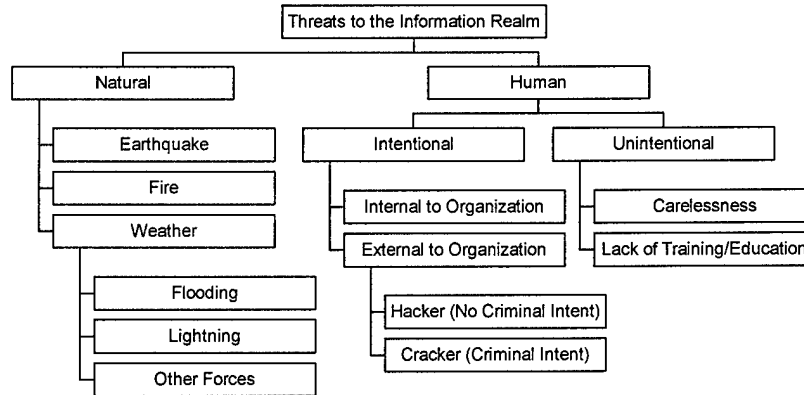 Threats to the Information Realm
Natural
Human
Earthquake
Fire
Weather
Flooding
Lightning
Other Forces
Intentional
Unintentional
Internal to Organization
External to Organization
Hacker (No Criminal Intent)
Cracker (Criminal Intent)
Carelessness
Lack of Training/Education